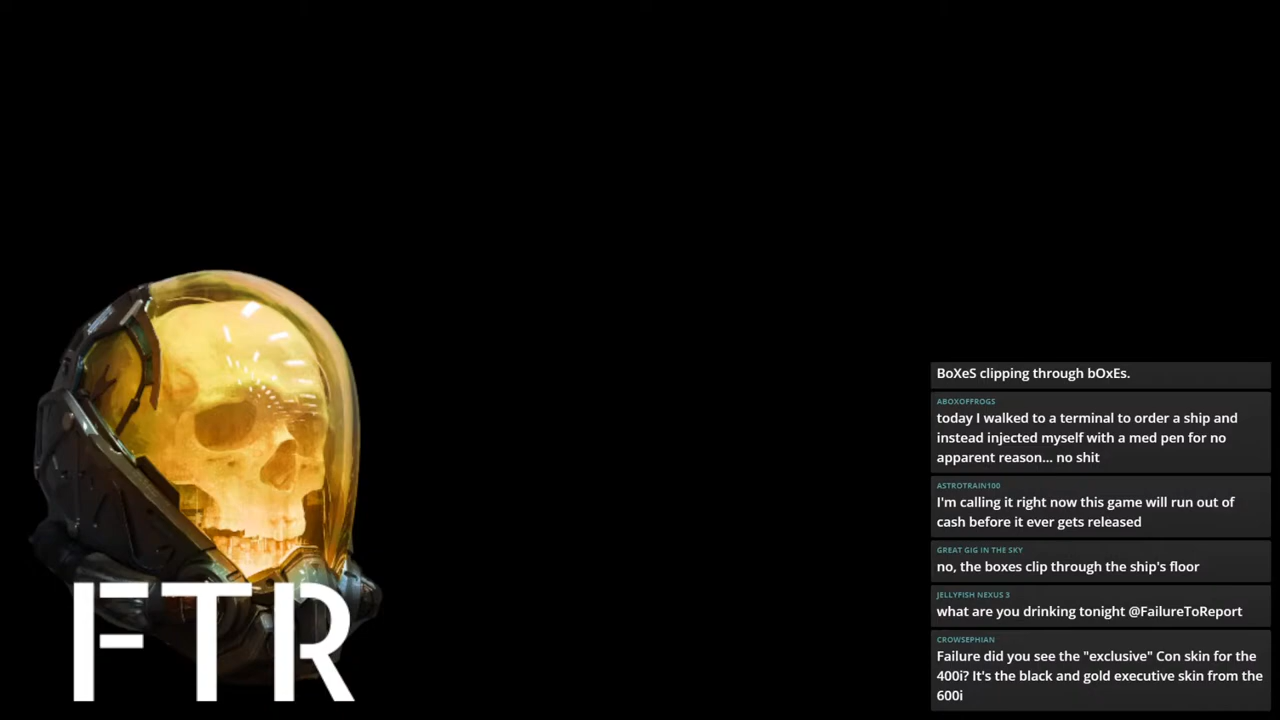 BoXeS clipping through bOxEs.
ABOXOFFROGS
today I walked to a terminal to order a ship and
instead injected myself with a med pen for no
apparent reason... no shit
ASTROTRAIN100
I'm calling it right now this game will run out of
cash before it ever gets released
GREAT GIG IN THE SKY
no, the boxes clip through the ship's floor
JELLYFISH NEXUS 3
what are you drinking tonight @FailureToReport
CROWSEPHIAN
Failure did you see the "exclusive" Con skin for the
400i? It's the black and gold executive skin from the
600i
FTR